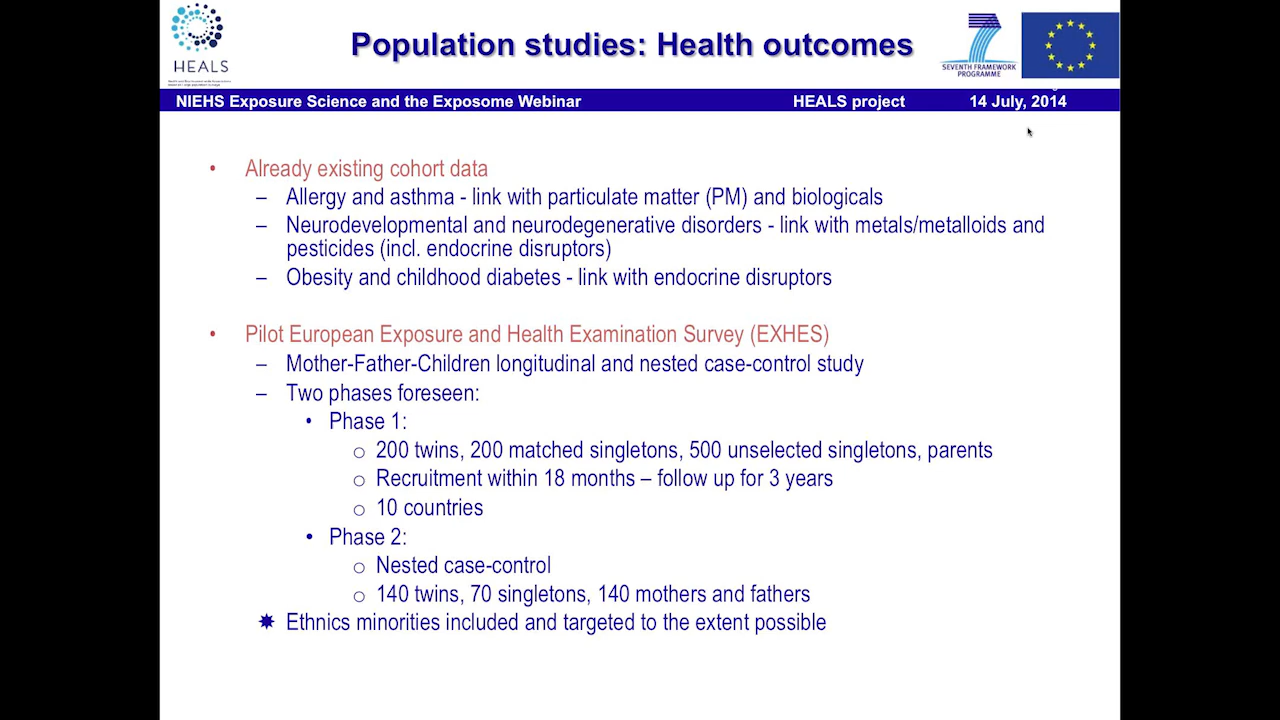 HEALS
Population studies: Health outcomes
SEVENTH FRAMEWORK
PROGRAMME
NIEHS Exposure Science and the Exposome Webinar HEALS project 14 July, 2014
• Already existing cohort data
– Allergy and asthma - link with particulate matter (PM) and biologicals
– Neurodevelopmental and neurodegenerative disorders - link with metals/metalloids and
pesticides (incl. endocrine disruptors)
– Obesity and childhood diabetes - link with endocrine disruptors
• Pilot European Exposure and Health Examination Survey (EXHES)
– Mother-Father-Children longitudinal and nested case-control study
– Two phases foreseen:
• Phase 1:
o 200 twins, 200 matched singletons, 500 unselected singletons, parents
o Recruitment within 18 months – follow up for 3 years
o 10 countries
• Phase 2:
o Nested case-control
o 140 twins, 70 singletons, 140 mothers and fathers
✷ Ethnics minorities included and targeted to the extent possible